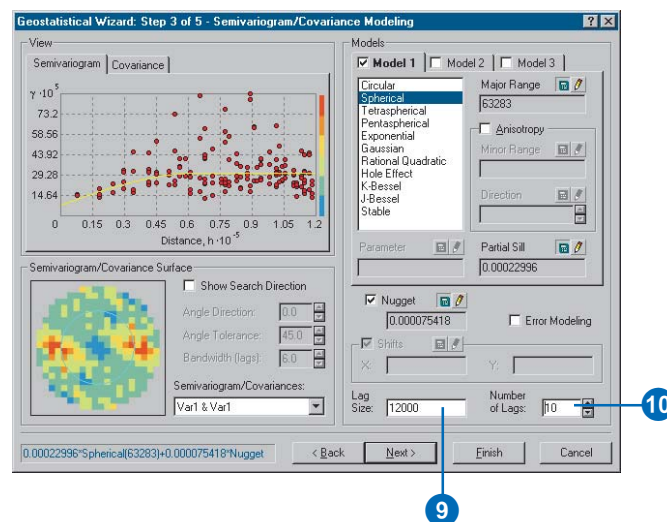 Geostatistical Wizard: Step 3 of 5 - Semivariogram/Covariance Modeling
View
Semivariogram
Covariance
γ·10 5
73.2
58.56
43.92
29.28
14.64
0 0.15 0.3 0.45 0.6 0.75 0.9 1.05 1.2
Distance, h·10 -5
Semivariogram/Covariance Surface
Show Search Direction
Angle Direction: 0.0
Angle Tolerance: 45.0
Bandwidth (lags): 6.0
Semivariogram/Covariances:
Var1 & Var1
Models
Model 1
Model 2
Model 3
Circular
Spherical
Tetraspherical
Pentaspherical
Exponential
Gaussian
Rational Quadratic
Hole Effect
K-Bessel
J-Bessel
Stable
Major Range
63283
Anisotropy
Minor Range
Direction
Parameter
Partial Sill
0.00022996
Nugget
0.000075418
Error Modeling
Shifts
X:
Y:
Lag
Size: 12000
Number
of Lags: 10
10
0.00022996*Spherical(63283)+0.000075418*Nugget
< Back
Next >
Finish
Cancel
9